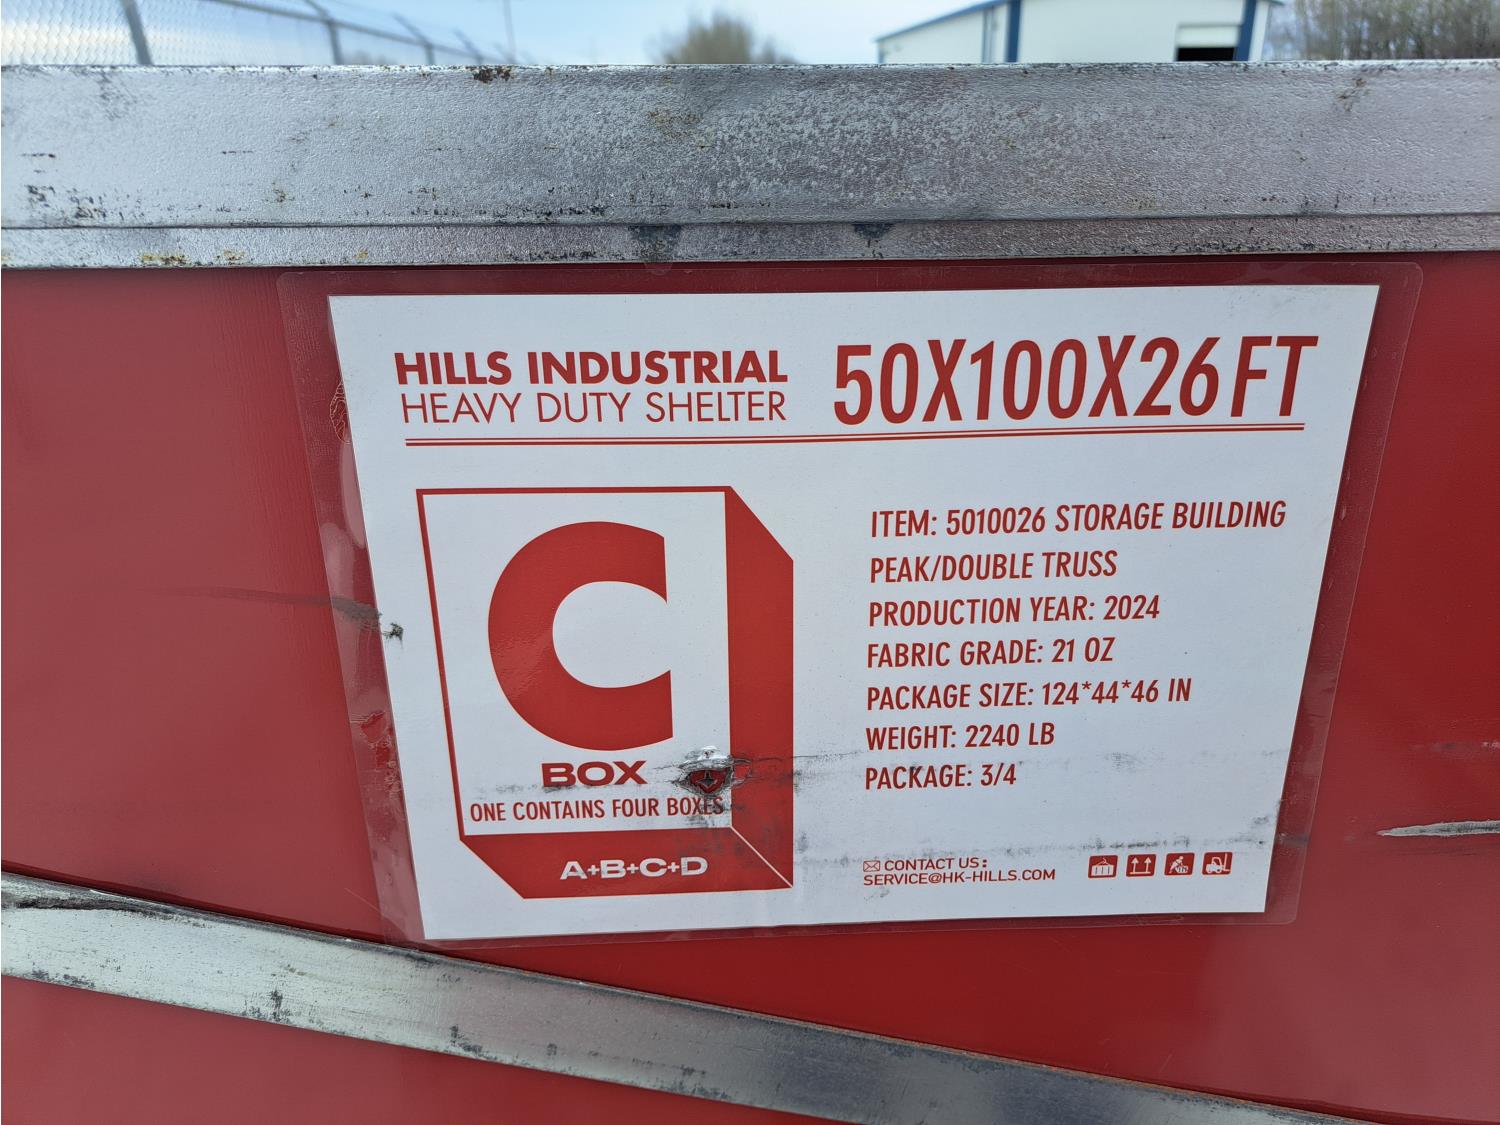 HILLS INDUSTRIAL
HEAVY DUTY SHELTER
50X100X26FT
C
BOX
ONE CONTAINS FOUR BOXES
A+B+C+D
ITEM: 5010026 STORAGE BUILDING
PEAK/DOUBLE TRUSS
PRODUCTION YEAR: 2024
FABRIC GRADE: 21 OZ
PACKAGE SIZE: 124*44*46 IN
WEIGHT: 2240 LB
PACKAGE: 3/4
CONTACT US:
SERVICE@HK-HILLS.COM